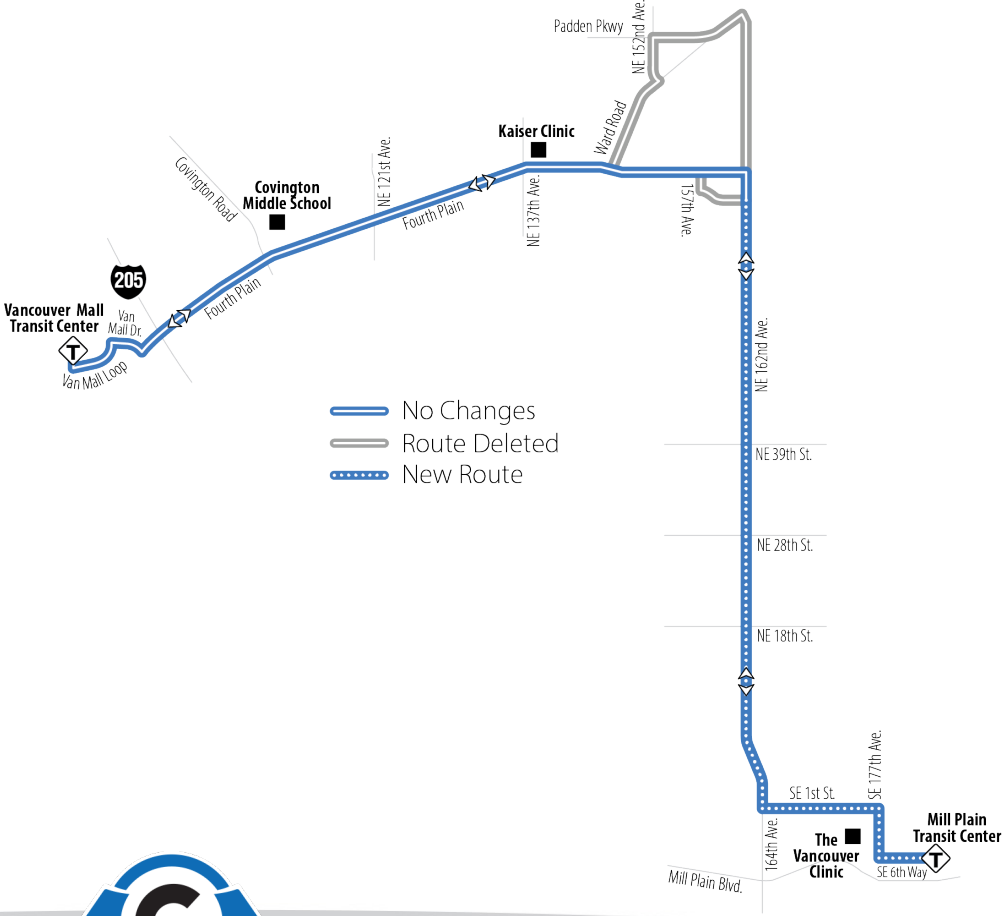 Padden Pkwy
NE 152nd Ave.
Ward Road
Kaiser Clinic
NE 121st Ave.
Covington Road
Covington
Middle School
Fourth Plain
NE 137th Ave.
157th Ave.
205
Vancouver Mall
Transit Center
Van
Mall Dr.
Fourth Plain
T
Van Mall Loop
NE 162nd Ave.
No Changes
Route Deleted
New Route
NE 39th St.
NE 28th St.
NE 18th St.
NE 177th Ave.
SE 1st St.
164th Ave.
Mill Plain
Transit Center
The
Vancouver
Clinic
T
SE 6th Way
Mill Plain Blvd.
C